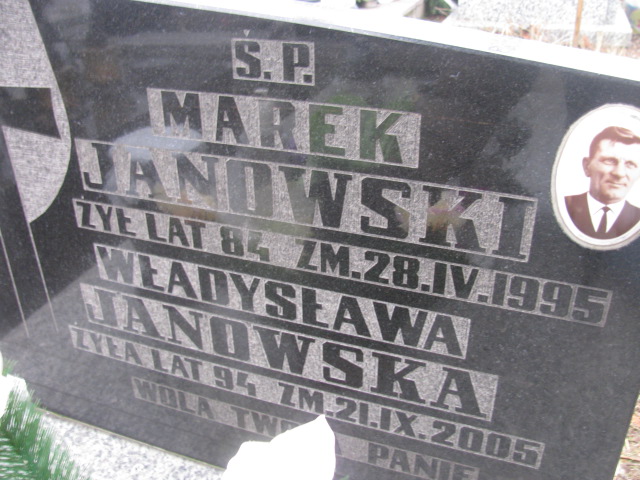 Ś.P.
MAREK
JANOWSKI
ŻYŁ LAT 84 ZM.28.IV.1995
WŁADYSŁAWA
JANOWSKA
ŻYŁA LAT 94 ZM.21.IX.2005
WOLA TWOJA PANIE